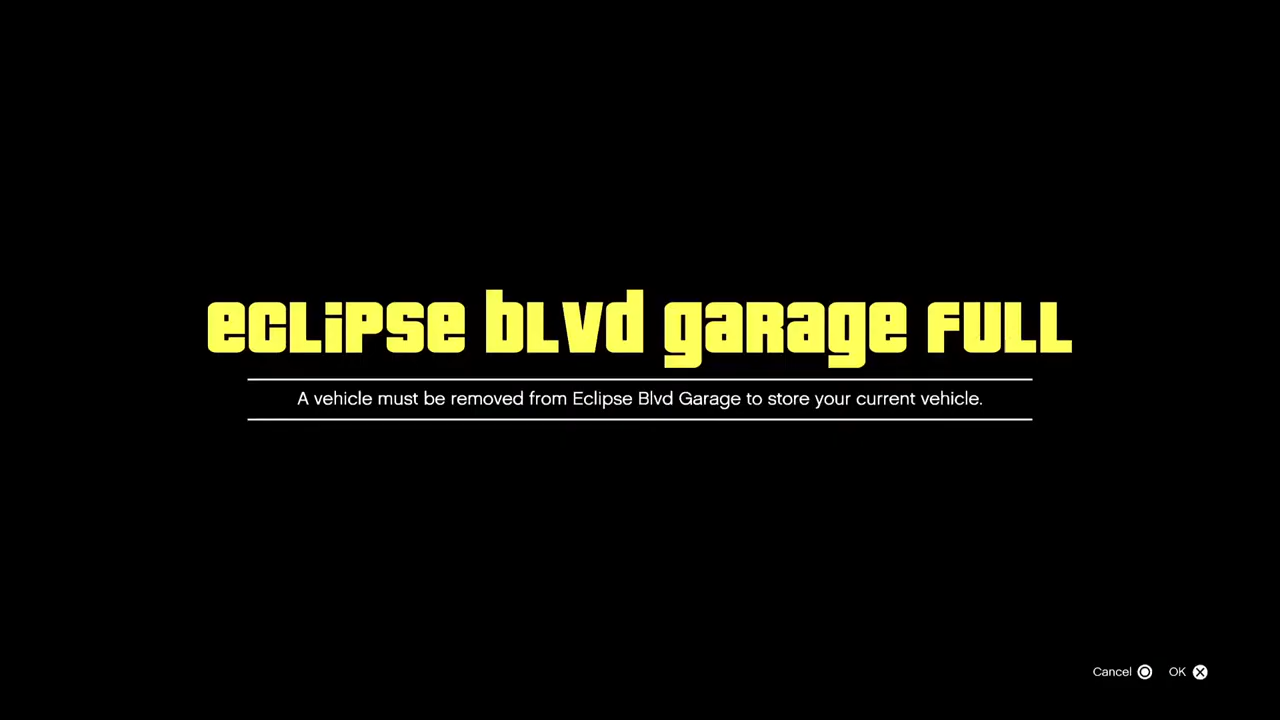 eclipse blvd garage full
A vehicle must be removed from Eclipse Blvd Garage to store your current vehicle.
Cancel OK